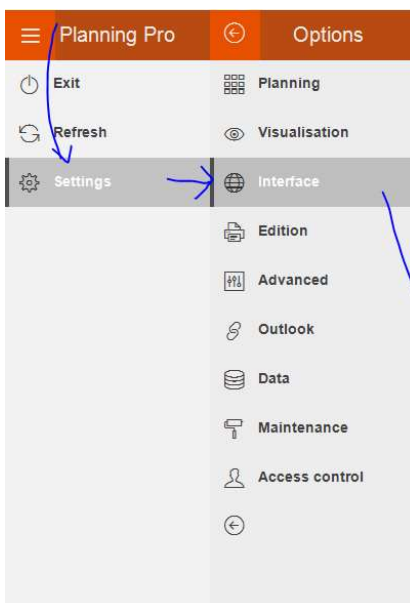 Planning Pro
Exit
Refresh
Settings
Options
Planning
Visualisation
Interface
Edition
Advanced
Outlook
Data
Maintenance
Access control